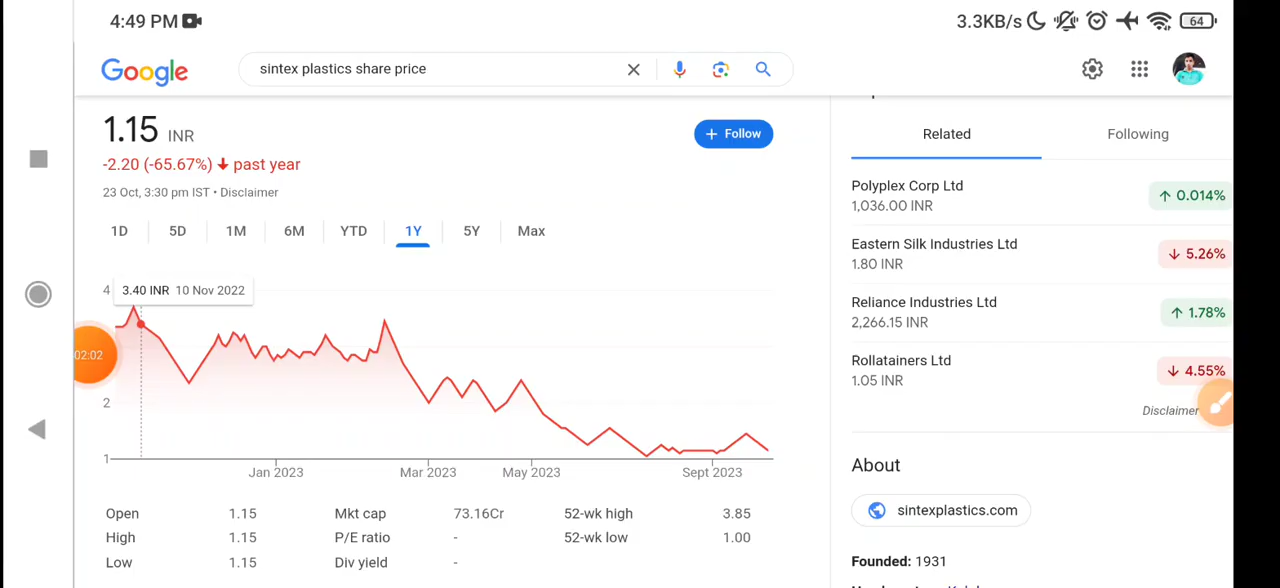 4:49 PM
3.3KB/s
64
Google
sintex plastics share price
1.15 INR
+ Follow
-2.20 (-65.67%) ↓ past year
23 Oct, 3:30 pm IST • Disclaimer
1D 5D 1M 6M YTD 1Y 5Y Max
3.40 INR 10 Nov 2022
4
2
1
02:02
Jan 2023 Mar 2023 May 2023 Sept 2023
Open 1.15 Mkt cap 73.16Cr 52-wk high 3.85
High 1.15 P/E ratio - 52-wk low 1.00
Low 1.15 Div yield -
Related Following
Polyplex Corp Ltd
1,036.00 INR
↑ 0.014%
Eastern Silk Industries Ltd
1.80 INR
↓ 5.26%
Reliance Industries Ltd
2,266.15 INR
↑ 1.78%
Rollatainers Ltd
1.05 INR
↓ 4.55%
Disclaimer
About
sintexplastics.com
Founded: 1931